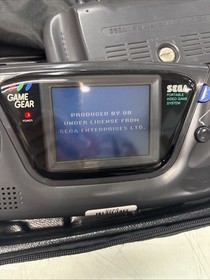 GAME
GEAR
POWER
PRODUCED BY OR
UNDER LICENSE FROM
SEGA ENTERPRISES LTD.
SEGA
PORTABLE
VIDEO GAME
SYSTEM